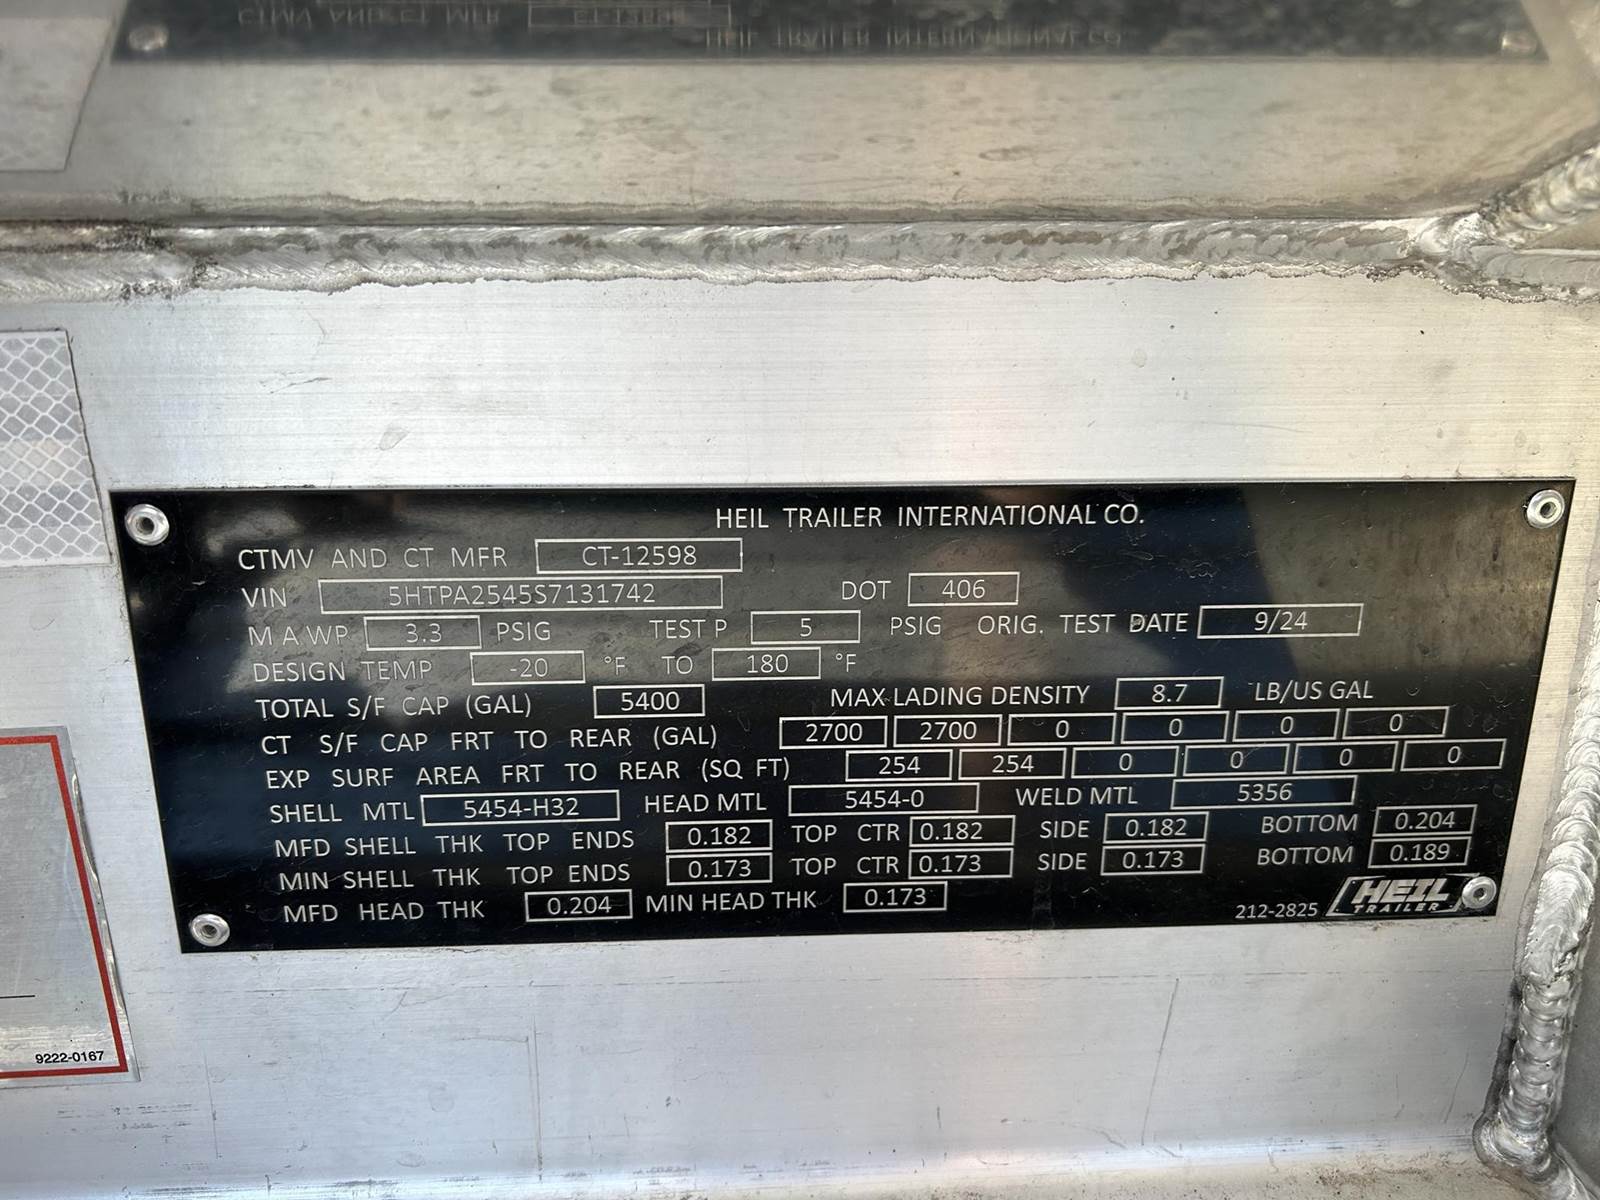 HEIL TRAILER INTERNATIONAL CO.
CTMV AND CT MFR CT-12598
VIN 5HTPA2545S7131742 DOT 406
M A WP 3.3 PSIG TEST P 5 PSIG ORIG. TEST DATE 9/24
DESIGN TEMP -20 °F TO 180 °F
TOTAL S/F CAP (GAL) 5400 MAX LADING DENSITY 8.7 LB/US GAL
CT S/F CAP FRT TO REAR (GAL) 2700 2700 0 0 0 0
EXP SURF AREA FRT TO REAR (SQ FT) 254 254 0 0 0 0
SHELL MTL 5454-H32 HEAD MTL 5454-0 WELD MTL 5356
MFD SHELL THK TOP ENDS 0.182 TOP CTR 0.182 SIDE 0.182 BOTTOM 0.204
MIN SHELL THK TOP ENDS 0.173 TOP CTR 0.173 SIDE 0.173 BOTTOM 0.189
MFD HEAD THK 0.204 MIN HEAD THK 0.173
212-2825 HEIL TRAILER
9222-0167